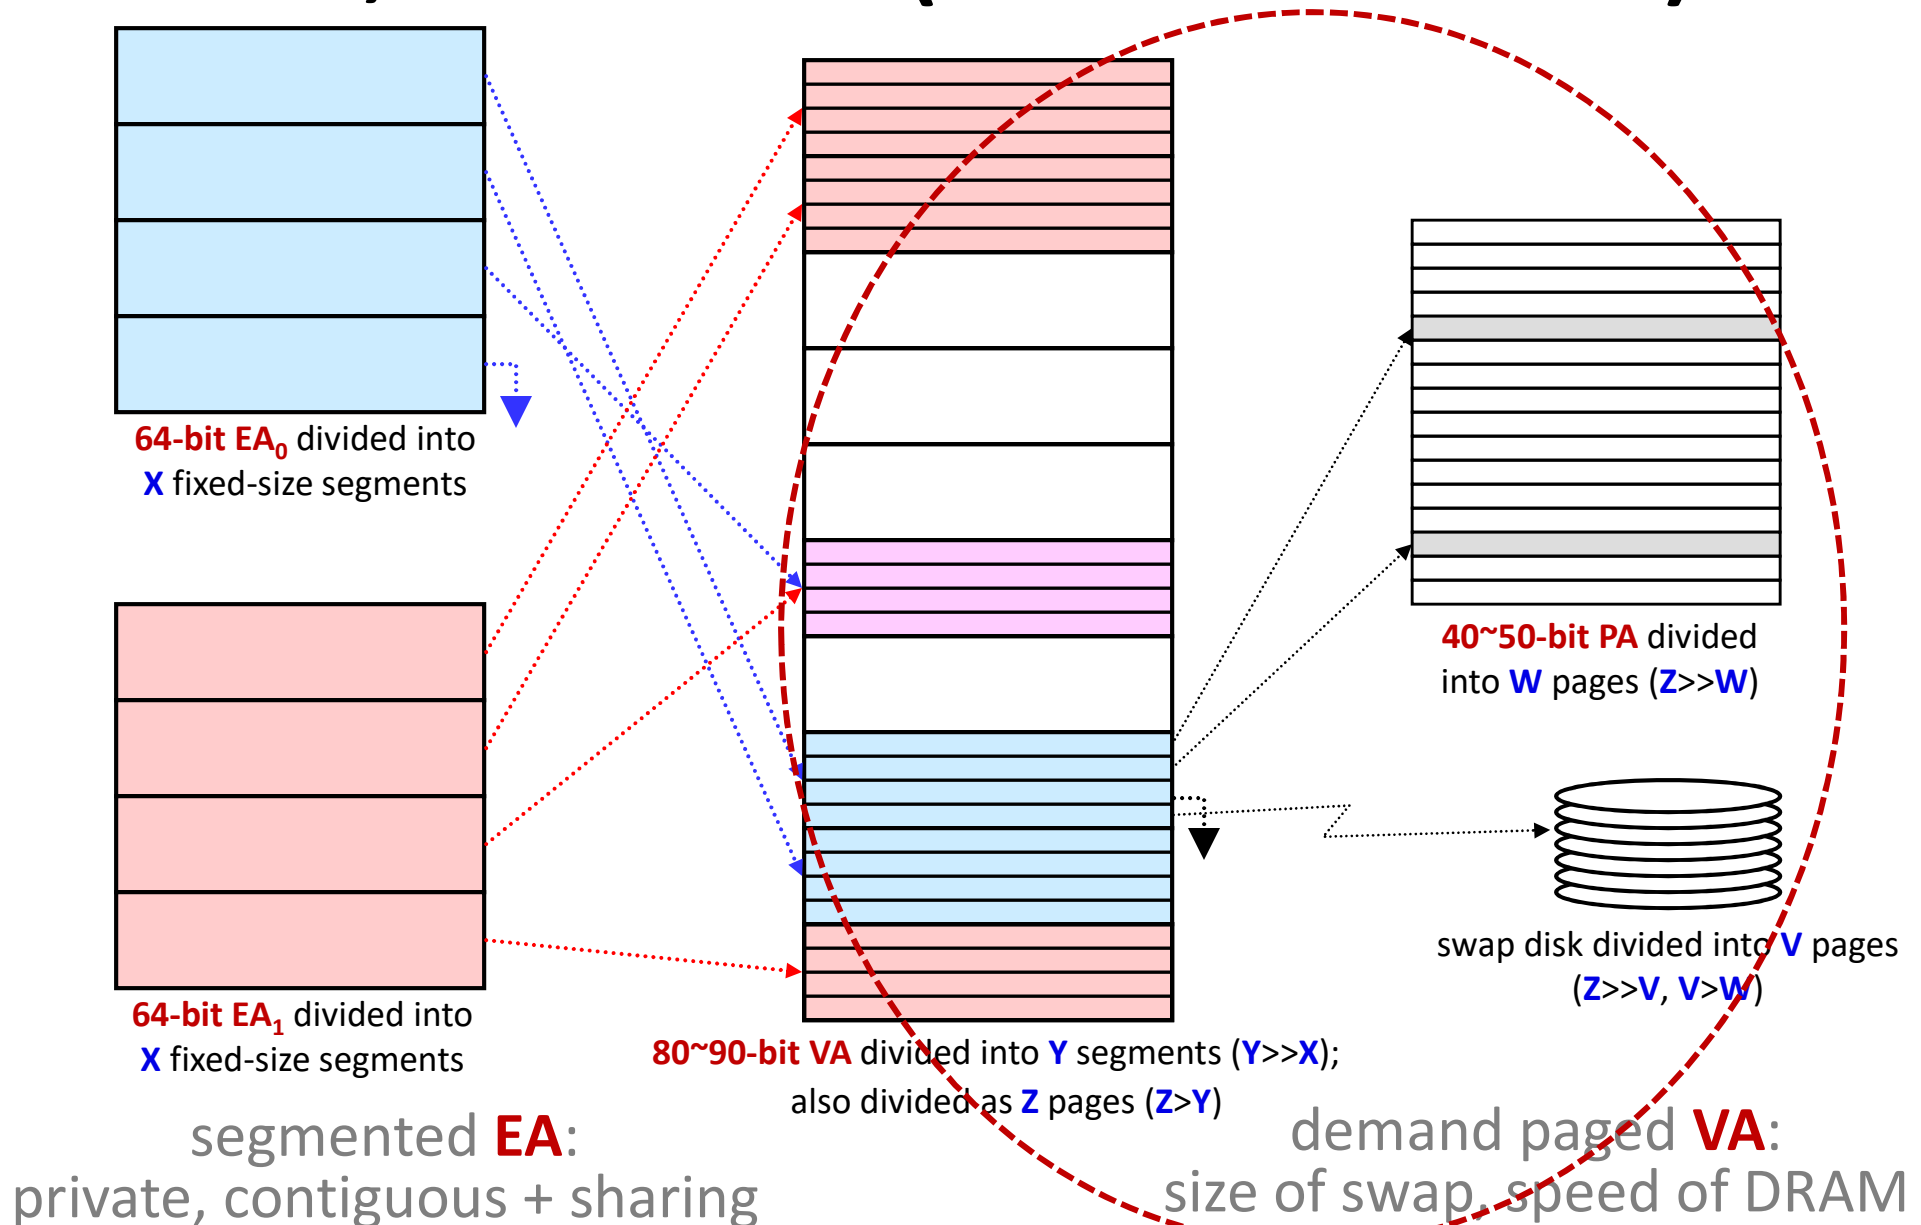 64-bit EA0 divided into
X fixed-size segments
64-bit EA1 divided into
X fixed-size segments
segmented EA:
private, contiguous + sharing
80~90-bit VA divided into Y segments (Y>>X);
also divided as Z pages (Z>Y)
40~50-bit PA divided
into W pages (Z>>W)
swap disk divided into V pages
(Z>>V, V>W)
demand paged VA:
size of swap, speed of DRAM